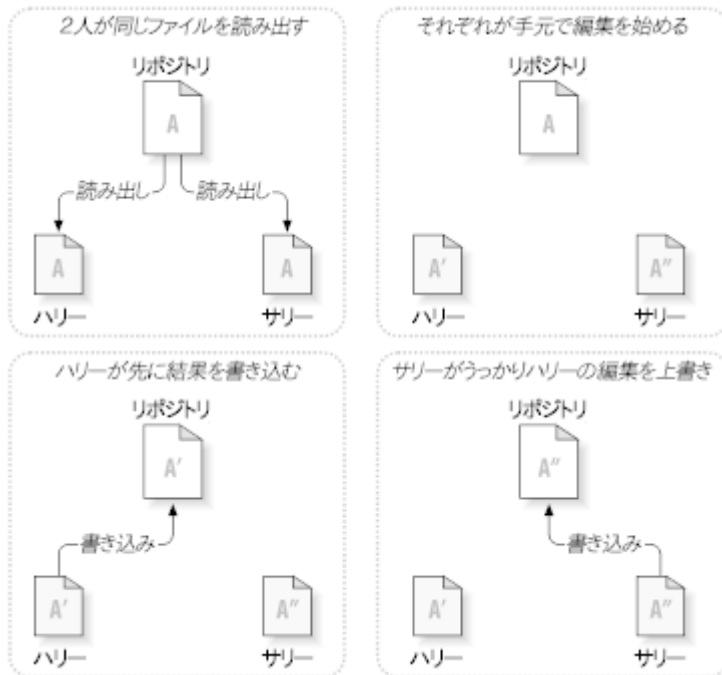 2人が同じファイルを読み出す
リポジトリ
A
読み出し
読み出し
A
A
ハリー
サリー
それぞれが手元で編集を始める
リポジトリ
A
A′
A″
ハリー
サリー
ハリーが先に結果を書き込む
リポジトリ
A′
書き込み
A′
A″
ハリー
サリー
サリーがうっかりハリーの編集を上書き
リポジトリ
A″
書き込み
A′
A″
ハリー
サリー